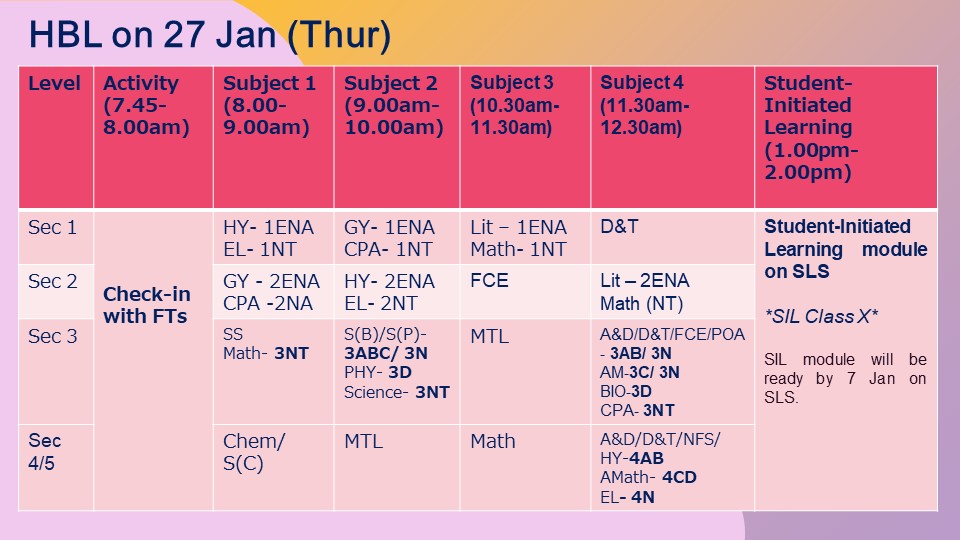 HBL on 27 Jan (Thur)
Level
Activity
(7.45-
8.00am)
Subject 1
(8.00-
9.00am)
Subject 2
(9.00am-
10.00am)
Subject 3
(10.30am-
11.30am)
Subject 4
(11.30am-
12.30am)
Student-
Initiated
Learning
(1.00pm-
2.00pm)
Sec 1
Check-in
with FTs
HY- 1ENA
EL- 1NT
GY- 1ENA
CPA- 1NT
Lit – 1ENA
Math- 1NT
D&T
Student-Initiated
Learning module
on SLS
*SIL Class X*
SIL module will be
ready by 7 Jan on
SLS.
Sec 2
GY - 2ENA
CPA -2NA
HY- 2ENA
EL- 2NT
FCE
Lit – 2ENA
Math (NT)
Sec 3
SS
Math- 3NT
S(B)/S(P)-
3ABC/ 3N
PHY- 3D
Science- 3NT
MTL
A&D/D&T/FCE/POA
- 3AB/ 3N
AM-3C/ 3N
BIO-3D
CPA- 3NT
Sec
4/5
Chem/
S(C)
MTL
Math
A&D/D&T/NFS/
HY-4AB
AMath- 4CD
EL- 4N